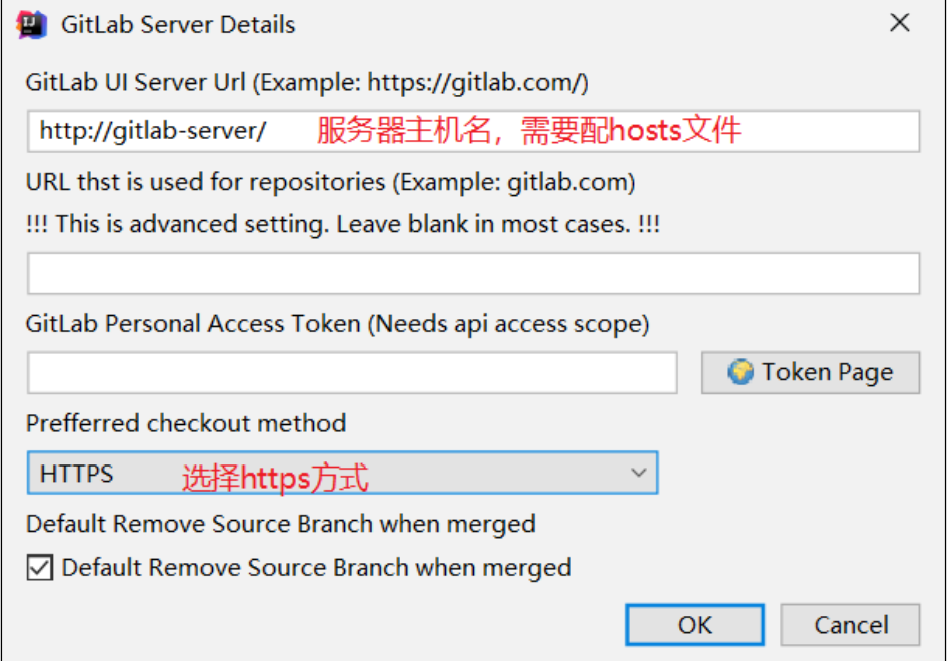 GitLab Server Details
GitLab UI Server Url (Example: https://gitlab.com/)
http://gitlab-server/ 服务器主机名，需要配hosts文件
URL thst is used for repositories (Example: gitlab.com)
!!! This is advanced setting. Leave blank in most cases. !!!
GitLab Personal Access Token (Needs api access scope)
Token Page
Prefferred checkout method
HTTPS 选择https方式
Default Remove Source Branch when merged
Default Remove Source Branch when merged
OK Cancel